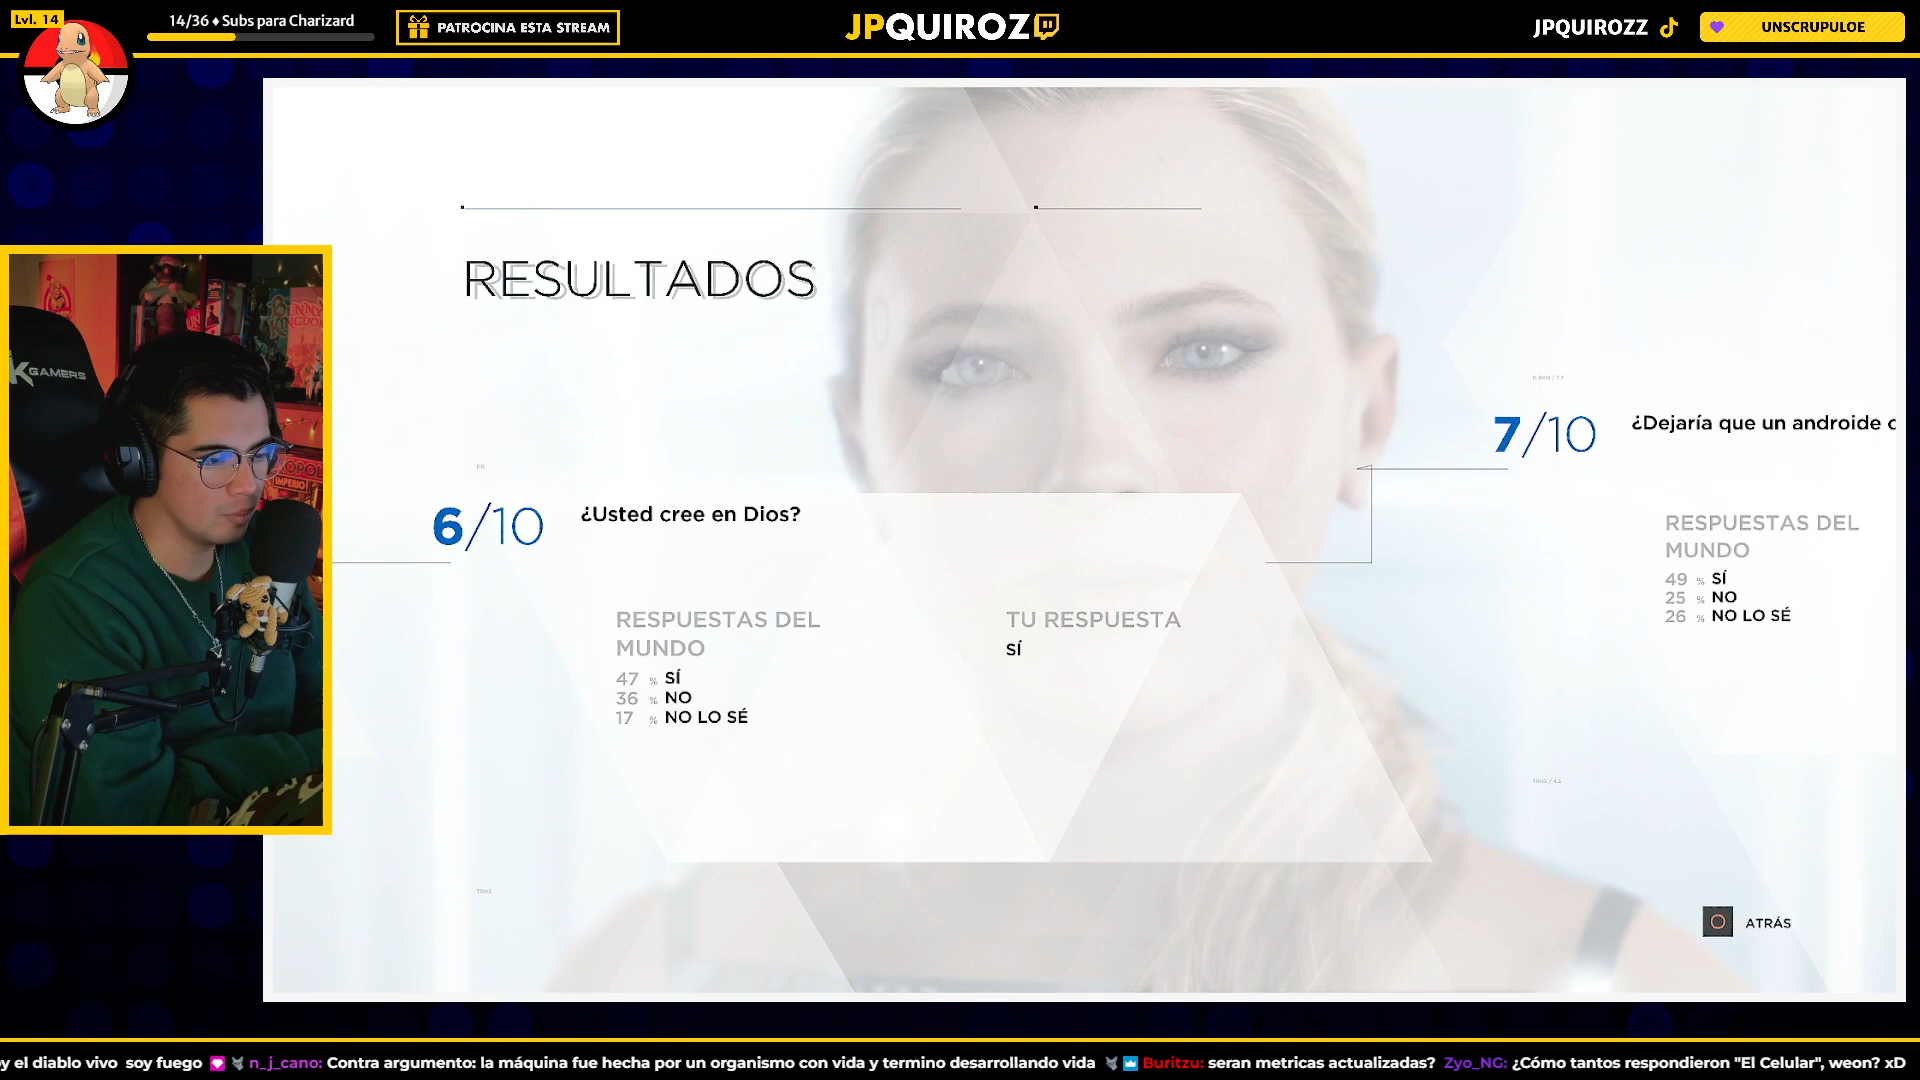 Lvl. 14
14/36 ♦ Subs para Charizard
PATROCINA ESTA STREAM
JPQUIROZ
JPQUIROZZ
UNSCRUPULOE
RESULTADOS
6/10
¿Usted cree en Dios?
RESPUESTAS DEL
MUNDO
47 % SÍ
36 % NO
17 % NO LO SÉ
TU RESPUESTA
SÍ
7/10
¿Dejaría que un androide c
RESPUESTAS DEL
MUNDO
49 % SÍ
25 % NO
26 % NO LO SÉ
ATRÁS
KGAMERS
y el diablo vivo soy fuego n_j_cano: Contra argumento: la máquina fue hecha por un organismo con vida y termino desarrollando vida Buritzu: seran metricas actualizadas? Zyo_NG: ¿Cómo tantos respondieron "El Celular", weon? xD